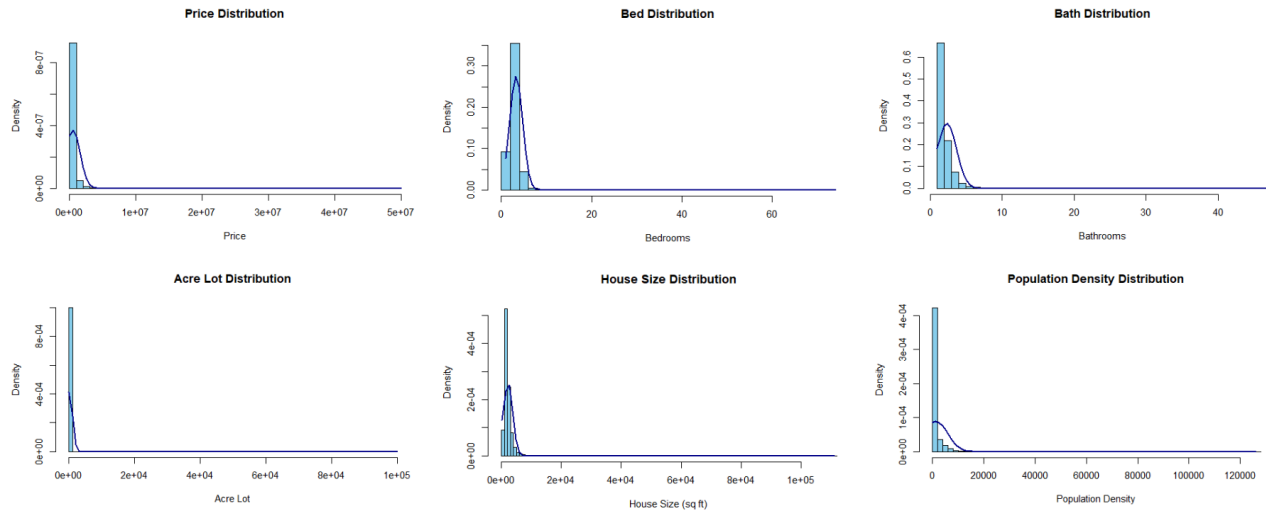 Price Distribution
Density
0e+00 4e-07 8e-07
0e+00 1e+07 2e+07 3e+07 4e+07 5e+07
Price
Bed Distribution
Density
0.00 0.10 0.20 0.30
0 20 40 60
Bedrooms
Bath Distribution
Density
0.0 0.1 0.2 0.3 0.4 0.5 0.6
0 10 20 30 40
Bathrooms
Acre Lot Distribution
Density
0e+00 4e-04 8e-04
0e+00 2e+04 4e+04 6e+04 8e+04 1e+05
Acre Lot
House Size Distribution
Density
0e+00 2e-04 4e-04
0e+00 2e+04 4e+04 6e+04 8e+04 1e+05
House Size (sq ft)
Population Density Distribution
Density
0e+00 1e-04 2e-04 3e-04 4e-04
0 20000 40000 60000 80000 100000 120000
Population Density